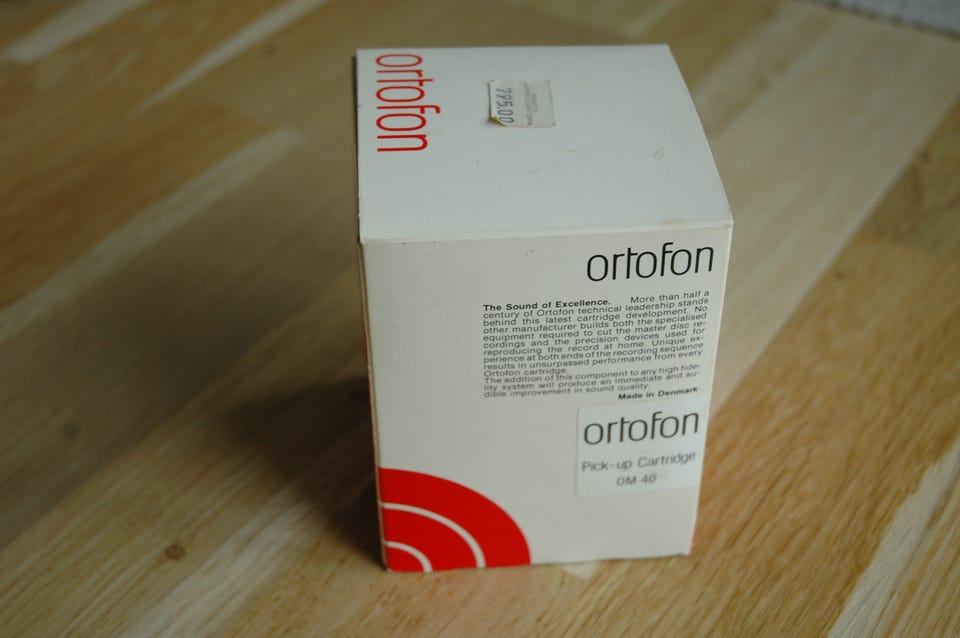 ortofon
795.00
ortofon
The Sound of Excellence. More than half a
century of Ortofon technical leadership stands
behind this latest cartridge development. No
other manufacturer builds both the specialised
equipment required to cut the master disc re-
cordings and the precision devices used for
reproducing the record at home. Unique ex-
perience at both ends of the recording sequence
results in unsurpassed performance from every
Ortofon cartridge.
The addition of this component to any high fide-
lity system will produce an immediate and au-
dible improvement in sound quality.
Made in Denmark
ortofon
Pick-up Cartridge
OM 40